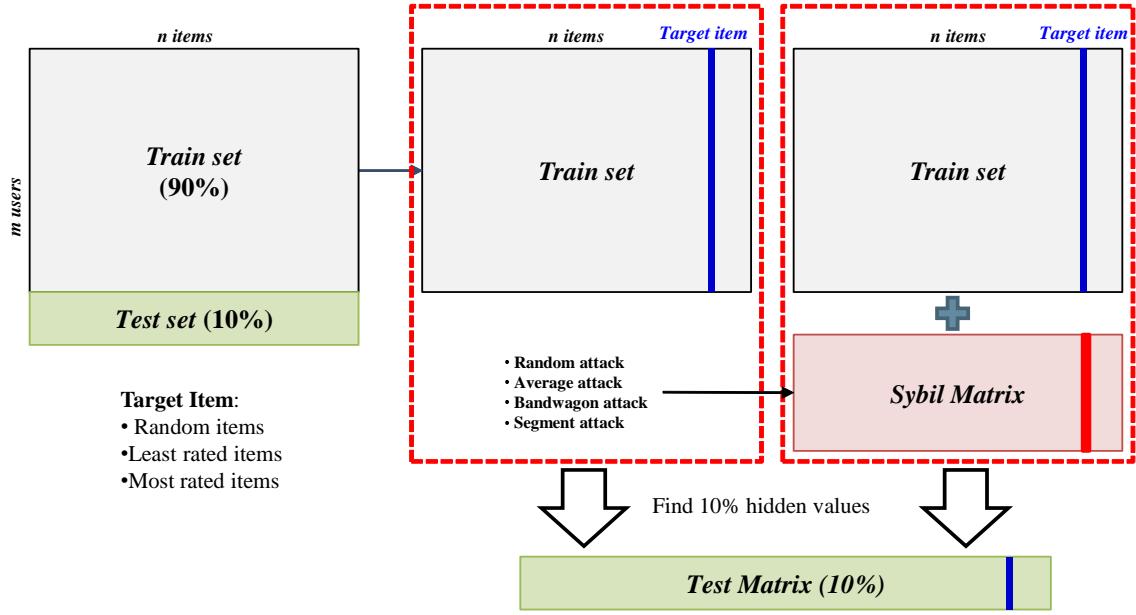 n items
m users
Train set
(90%)
Test set (10%)
Target Item:
• Random items
•Least rated items
•Most rated items
n items
Target item
Train set
• Random attack
• Average attack
• Bandwagon attack
• Segment attack
n items
Target item
Train set
Sybil Matrix
Find 10% hidden values
Test Matrix (10%)